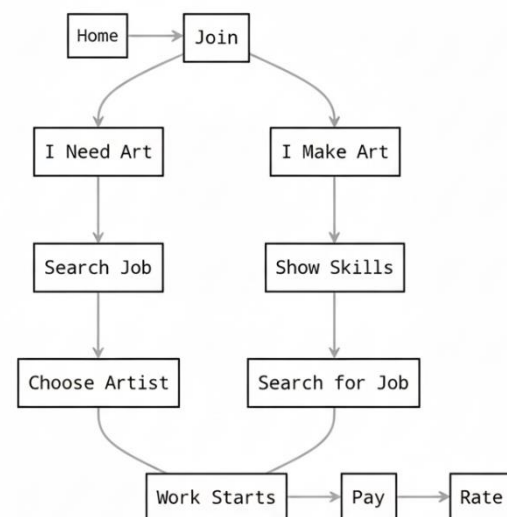 Home
Join
I Need Art
I Make Art
Search Job
Show Skills
Choose Artist
Search for Job
Work Starts
Pay
Rate